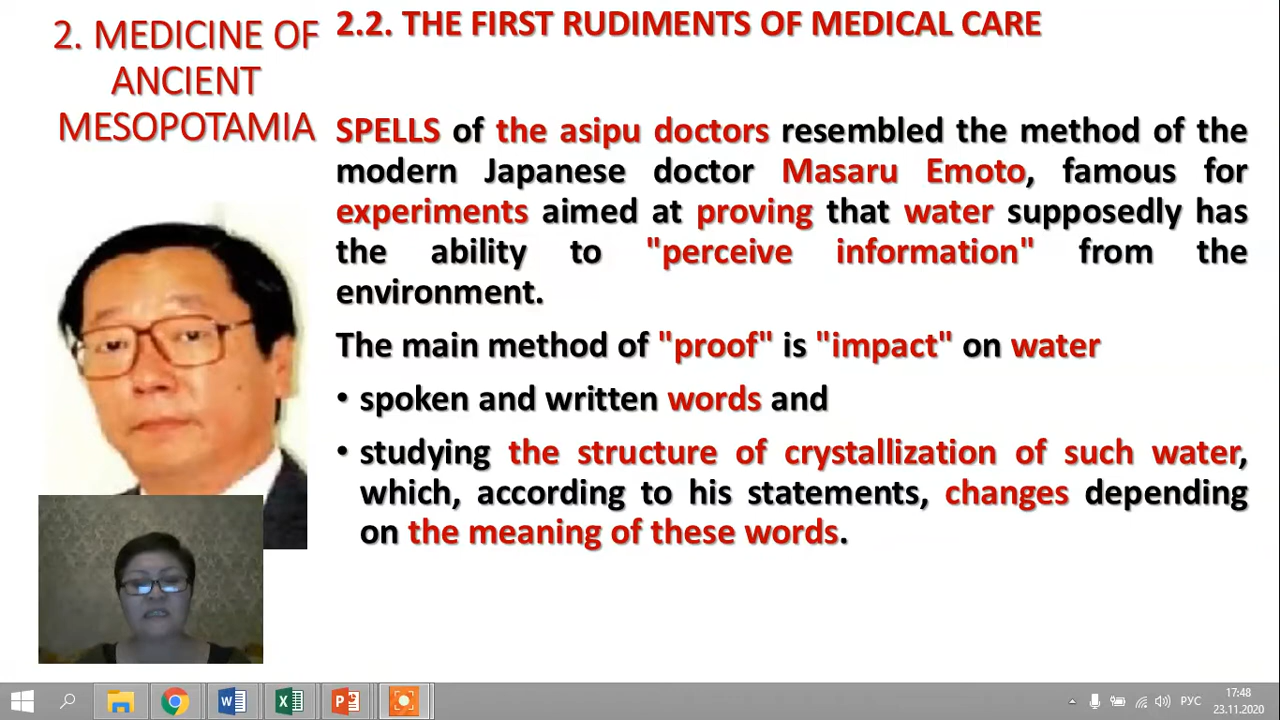 2. MEDICINE OF
ANCIENT
MESOPOTAMIA
2.2. THE FIRST RUDIMENTS OF MEDICAL CARE
SPELLS of the asipu doctors resembled the method of the
modern Japanese doctor Masaru Emoto, famous for
experiments aimed at proving that water supposedly has
the ability to "perceive information" from the
environment.
The main method of "proof" is "impact" on water
• spoken and written words and
• studying the structure of crystallization of such water,
which, according to his statements, changes depending
on the meaning of these words.
РУС
17:48
23.11.2020